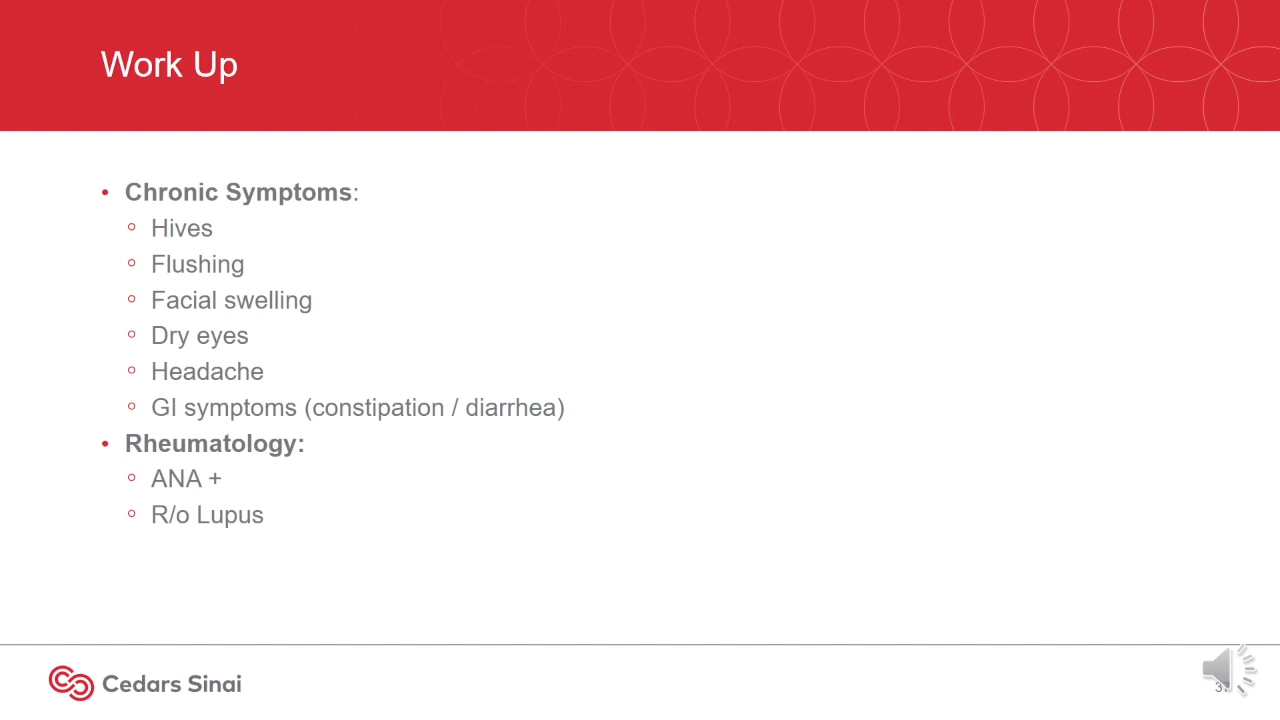 Work Up
• Chronic Symptoms:
Hives
Flushing
Facial swelling
Dry eyes
Headache
GI symptoms (constipation / diarrhea)
• Rheumatology:
ANA +
R/o Lupus
Cedars Sinai